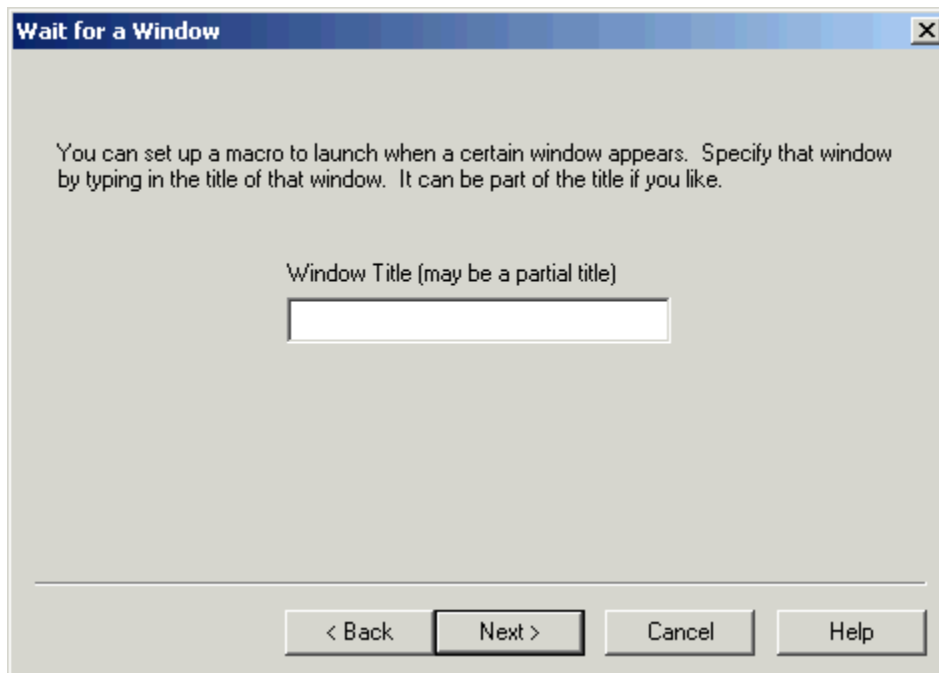 Wait for a Window
You can set up a macro to launch when a certain window appears.  Specify that window
by typing in the title of that window.  It can be part of the title if you like.
Window Title (may be a partial title)
< Back Next > Cancel Help